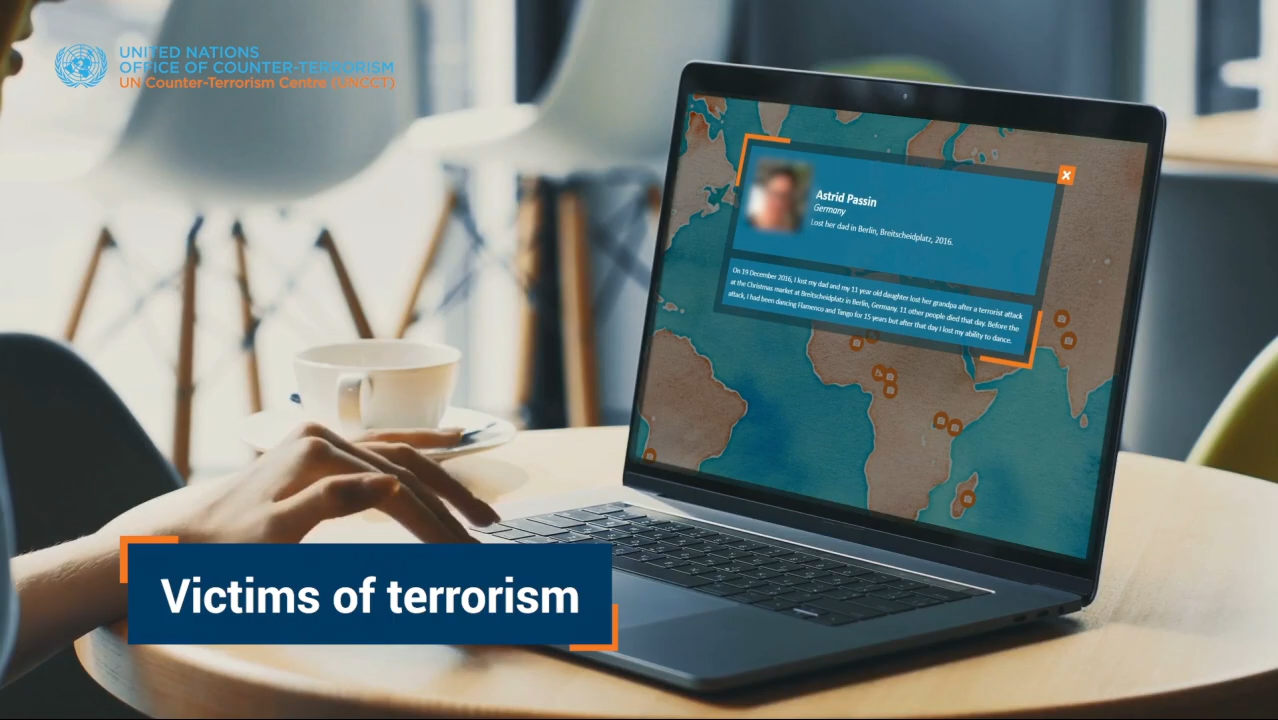 UNITED NATIONS
OFFICE OF COUNTER-TERRORISM
UN Counter-Terrorism Centre (UNCCT)
Astrid Passin
Germany
Lost her dad in Berlin, Breitscheidplatz, 2016.
On 19 December 2016, I lost my dad and my 11 year old daughter lost her grandpa after a terrorist attack
at the Christmas market at Breitscheidplatz in Berlin, Germany. 11 other people died that day. Before the
attack, I had been dancing Flamenco and Tango for 15 years but after that day I lost my ability to dance.
Victims of terrorism